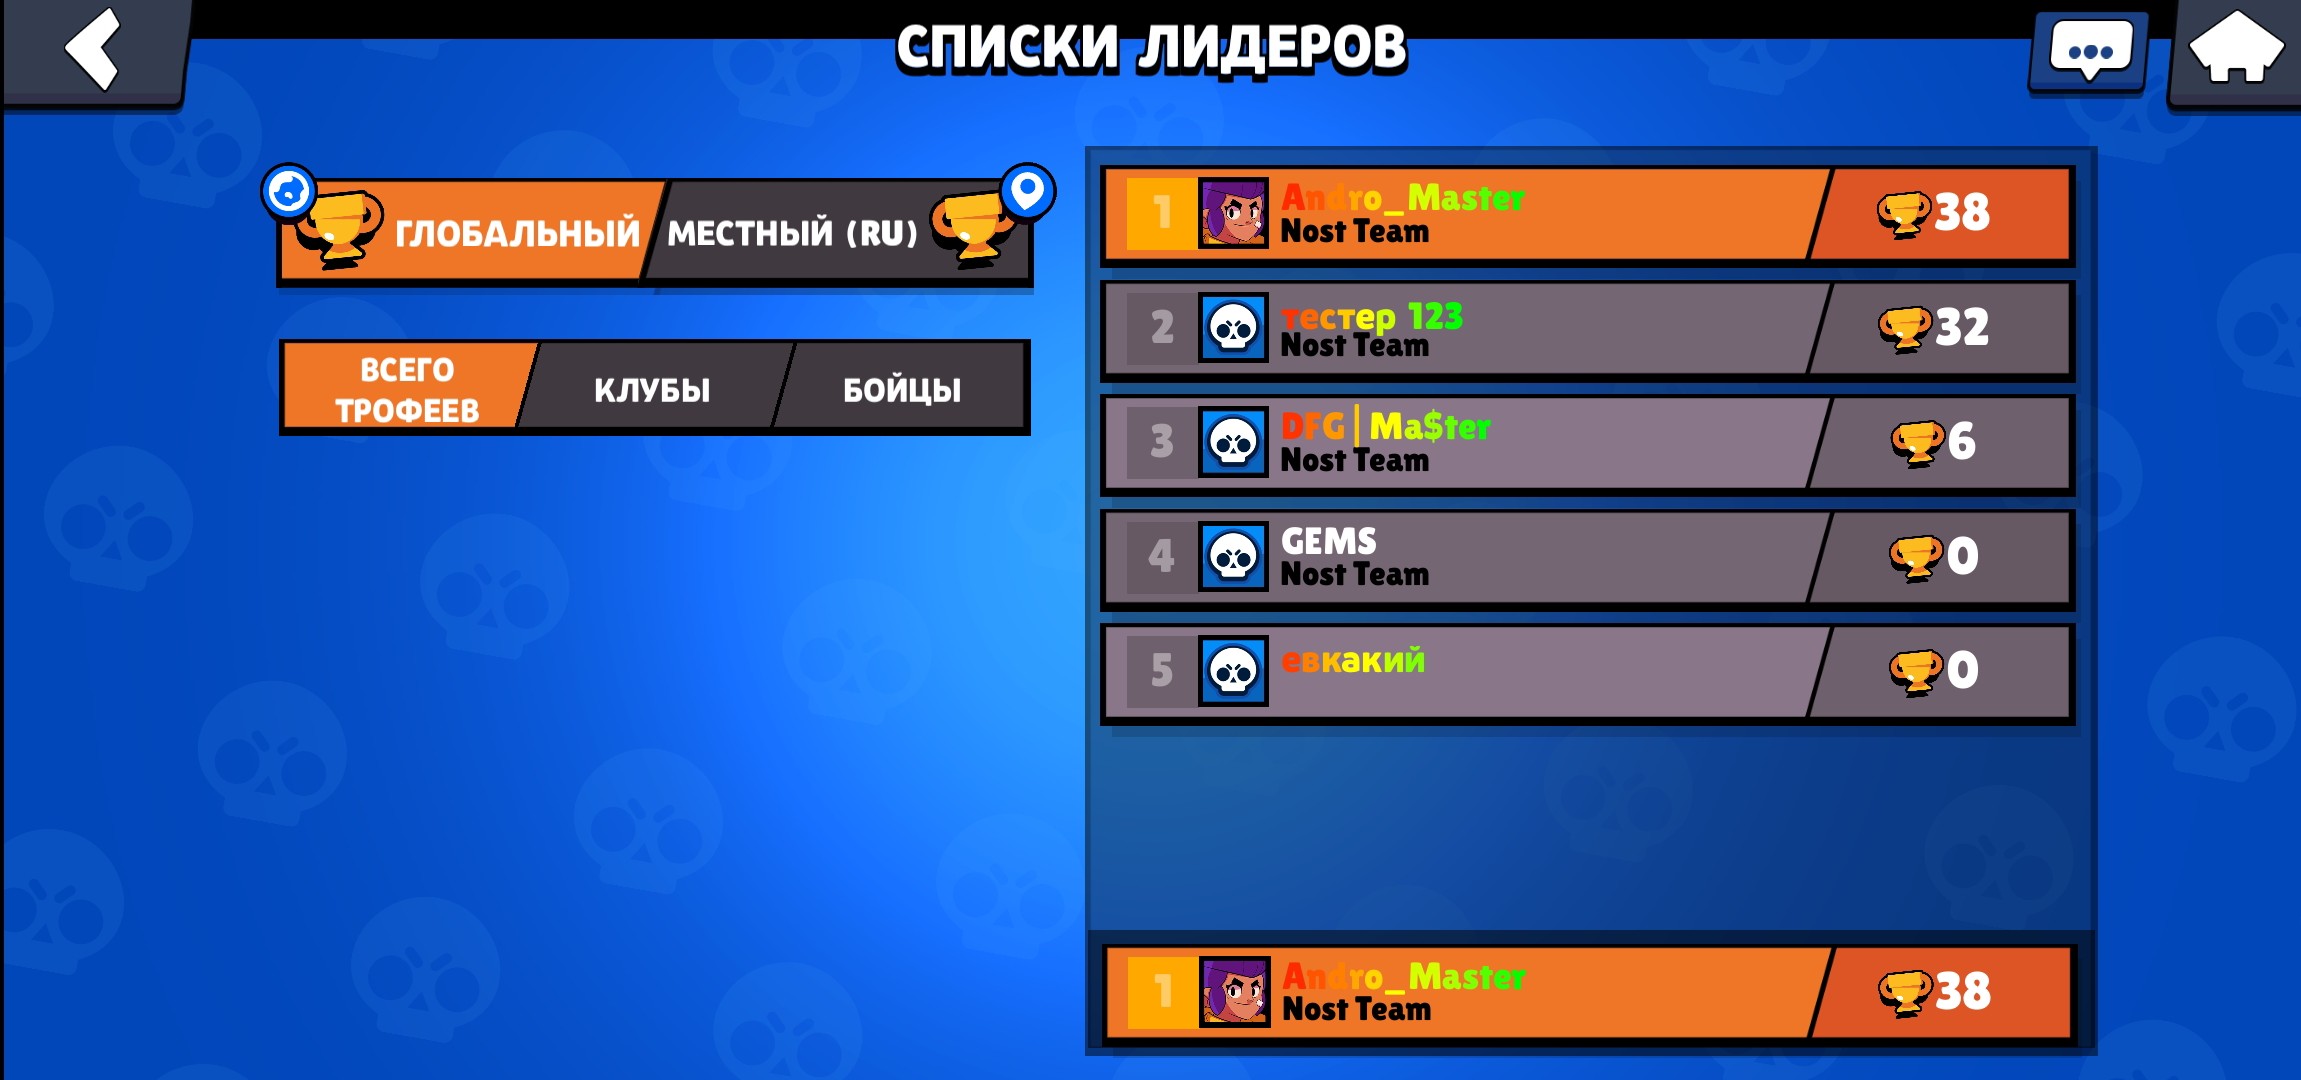 СПИСКИ ЛИДЕРОВ
ГЛОБАЛЬНЫЙ
МЕСТНЫЙ (RU)
ВСЕГО
ТРОФЕЕВ
КЛУБЫ
БОЙЦЫ
1
Andro_Master
Nost Team
38
2
тестер 123
Nost Team
32
3
DFG|Ma$ter
Nost Team
6
4
GEMS
Nost Team
0
5
евкакий
0
1
Andro_Master
Nost Team
38